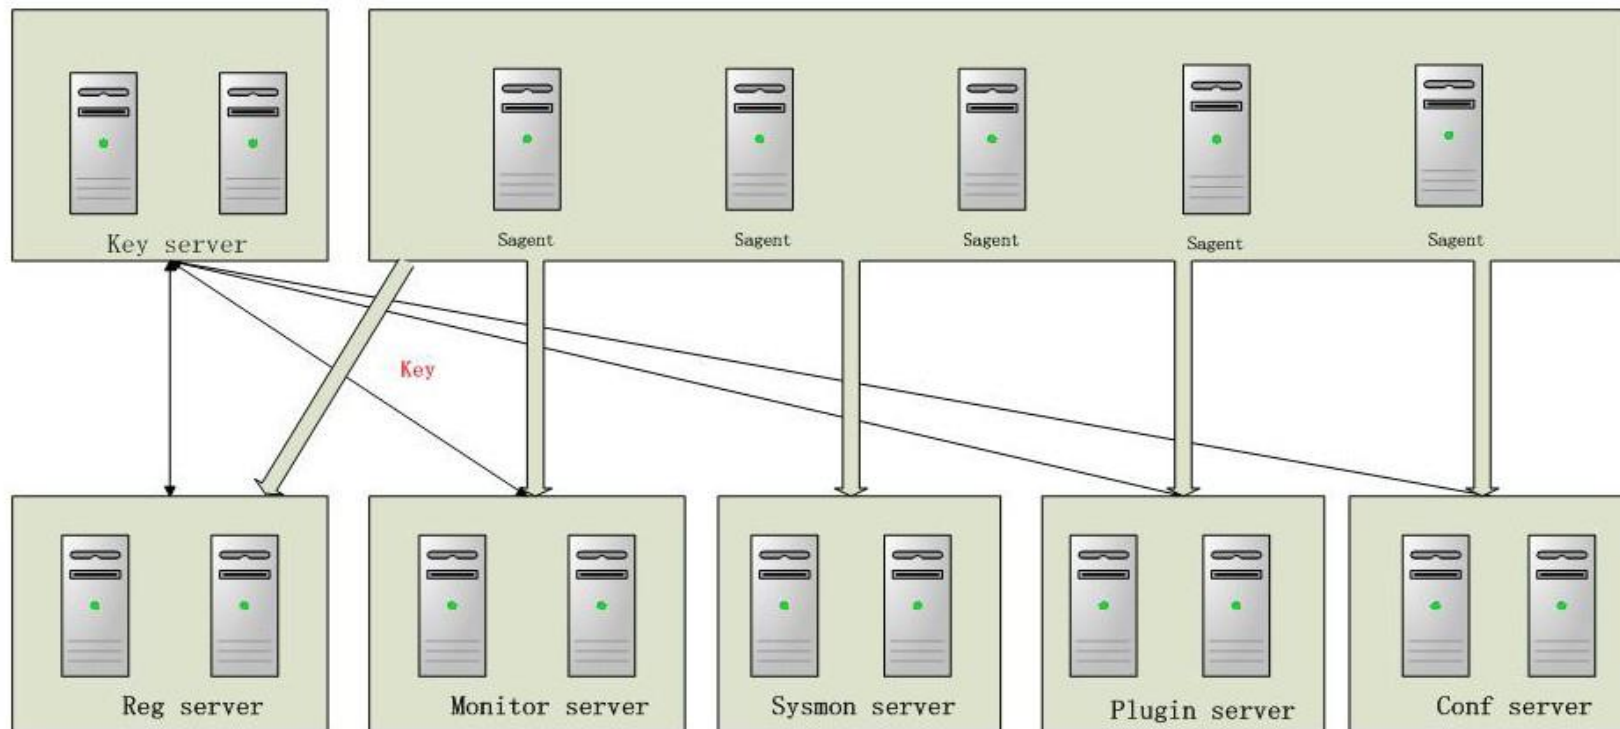 Key server
Sagent
Sagent
Sagent
Sagent
Sagent
Key
Reg server
Monitor server
Sysmon server
Plugin server
Conf server